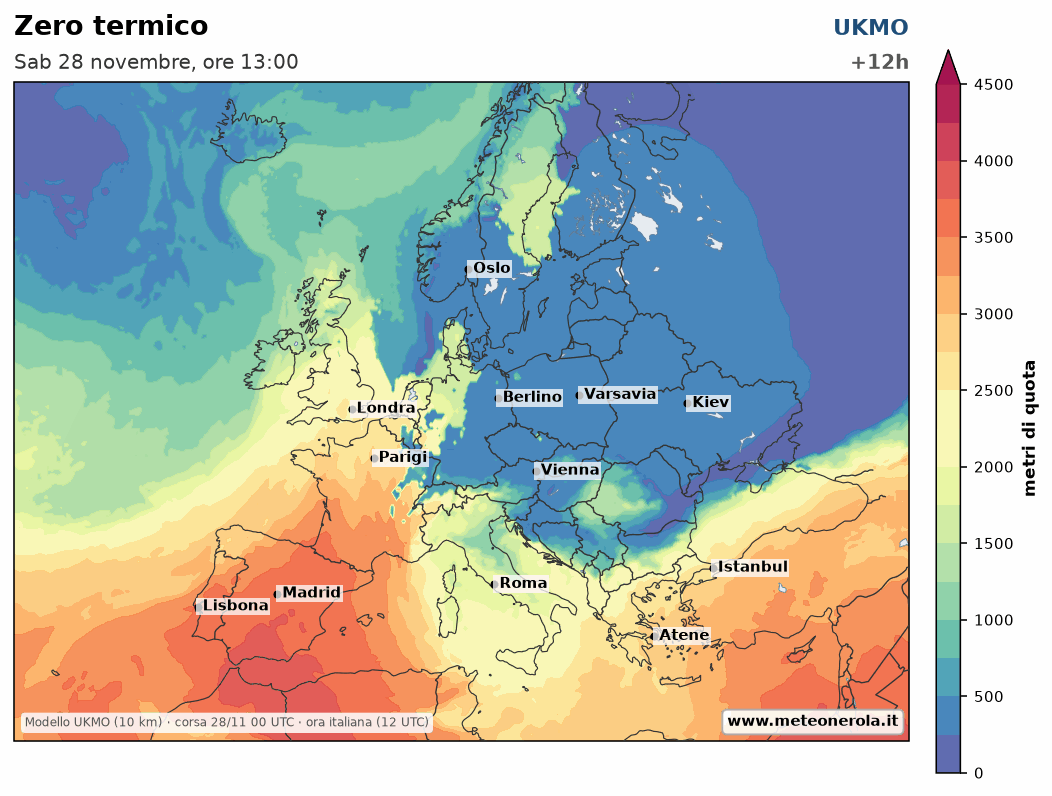 Zero termico
UKMO
Sab 28 novembre, ore 13:00
+12h
4500
4000
3500
3000
2500
2000
1500
1000
500
0
metri di quota
Oslo
Berlino
Varsavia
Kiev
Londra
Parigi
Vienna
Istanbul
Roma
Madrid
Lisbona
Atene
Modello UKMO (10 km) · corsa 28/11 00 UTC · ora italiana (12 UTC)
www.meteonerola.it